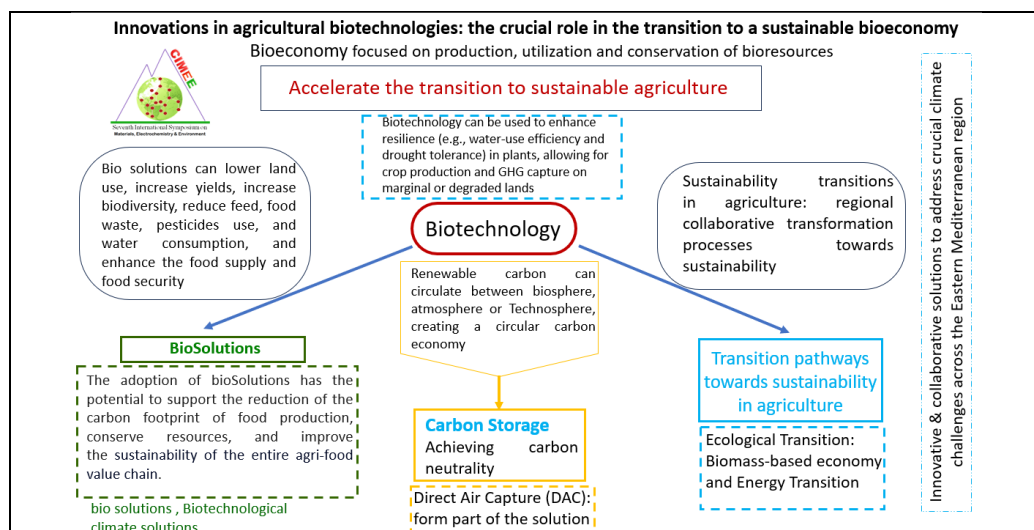 Innovations in agricultural biotechnologies: the crucial role in the transition to a sustainable bioeconomy
Bioeconomy focused on production, utilization and conservation of bioresources
CIMEE
Seventh International Symposium on
Materials, Electrochemistry & Environment
Accelerate the transition to sustainable agriculture
Biotechnology can be used to enhance
resilience (e.g., water-use efficiency and
drought tolerance) in plants, allowing for
crop production and GHG capture on
marginal or degraded lands
Bio solutions can lower land
use, increase yields, increase
biodiversity, reduce feed, food
waste, pesticides use, and
water consumption, and
enhance the food supply and
food security
Biotechnology
Sustainability transitions
in agriculture: regional
collaborative transformation
processes towards
sustainability
Renewable carbon can
circulate between biosphere,
atmosphere or Technosphere,
creating a circular carbon
economy
BioSolutions
The adoption of bioSolutions has the
potential to support the reduction of the
carbon footprint of food production,
conserve resources, and improve
the sustainability of the entire agri-food
value chain.
bio solutions , Biotechnological
climate solutions
Carbon Storage
Achieving carbon
neutrality
Direct Air Capture (DAC):
form part of the solution
Transition pathways
towards sustainability
in agriculture
Ecological Transition:
Biomass-based economy
and Energy Transition
Innovative & collaborative solutions to address crucial climate
challenges across the Eastern Mediterranean region